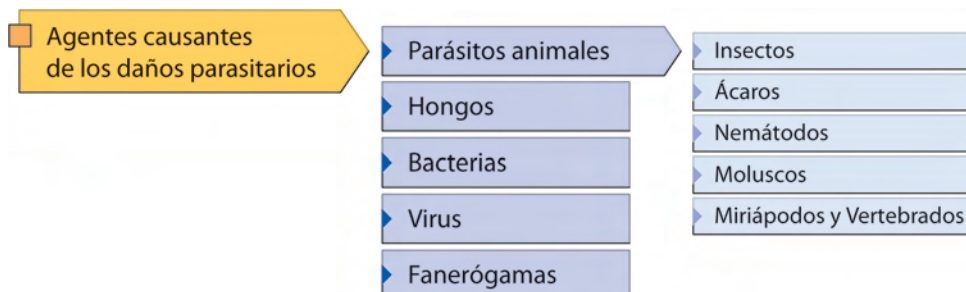 Agentes causantes
de los daños parasitarios
Parásitos animales
Hongos
Bacterias
Virus
Fanerógamas
Insectos
Ácaros
Nemátodos
Moluscos
Miriápodos y Vertebrados